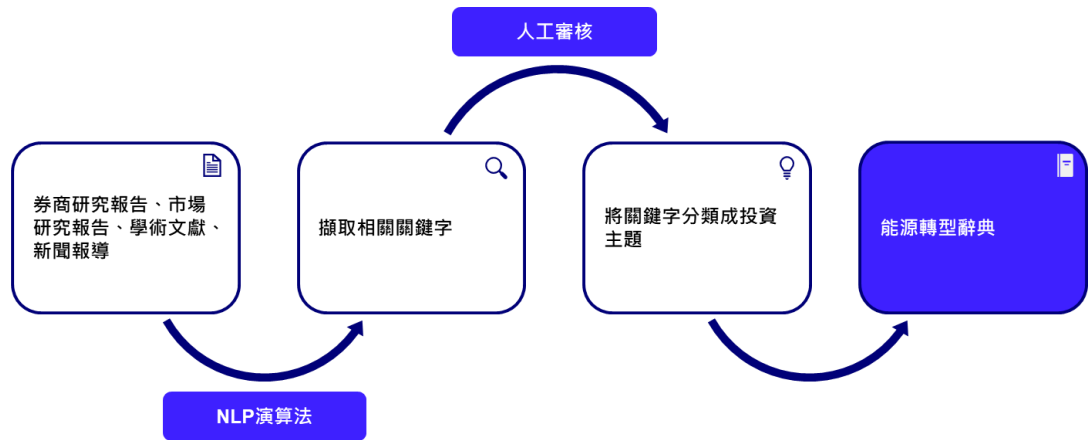 人工審核
券商研究報告、市場
研究報告、學術文獻、
新聞報導
擷取相關關鍵字
將關鍵字分類成投資
主題
能源轉型辭典
NLP演算法